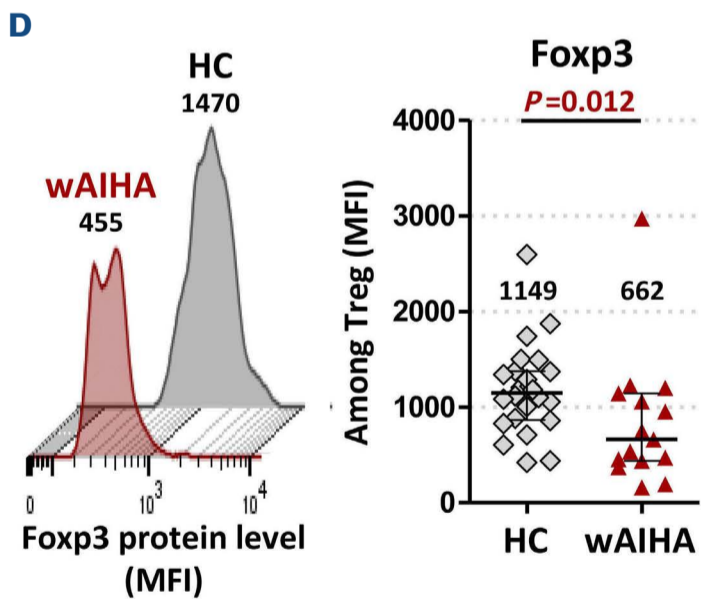 D
HC
1470
wAIHA
455
0 10³ 10⁴
Foxp3 protein level
(MFI)
Foxp3
P=0.012
Among Treg (MFI)
4000
3000
2000
1000
0
1149 662
HC wAIHA